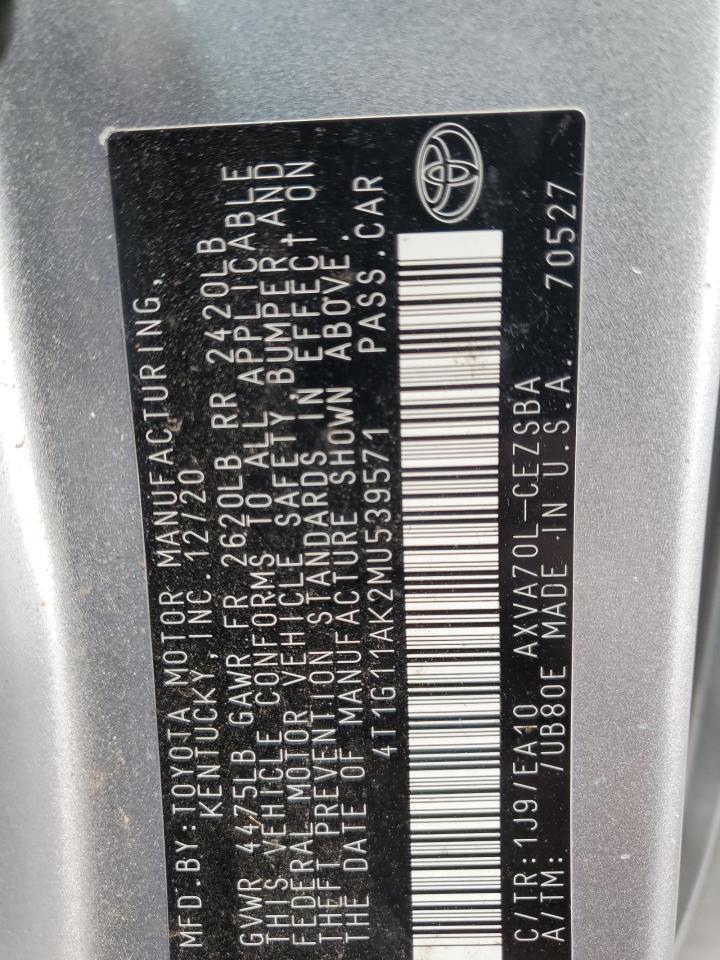 MFD.BY:TOYOTA MOTOR MANUFACTURING,
KENTUCKY,INC. 12/20
GVWR 4475LB GAWR FR 2620LB RR 2420LB
THIS VEHICLE CONFORMS TO ALL APPLICABLE
FEDERAL MOTOR VEHICLE SAFETY,BUMPER,AND
THEFT PREVENTION STANDARDS IN EFFECT ON
THE DATE OF MANUFACTURE SHOWN ABOVE.
4T1G11AK2MU539571 PASS.CAR
C/TR:1J9/EA10 AXVA70L-CEZSBA
A/TM: 7UB80E MADE IN U.S.A. 70527